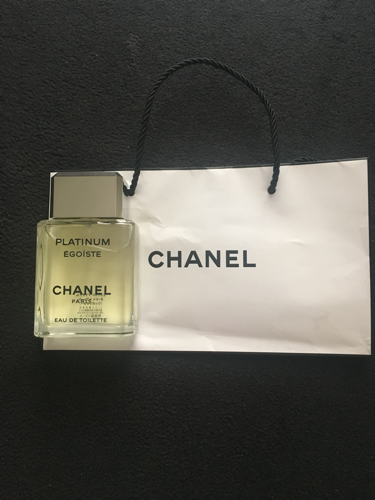 PLATINUM
ÉGOÏSTE
CHANEL
PARIS
EAU DE TOILETTE
CHANEL